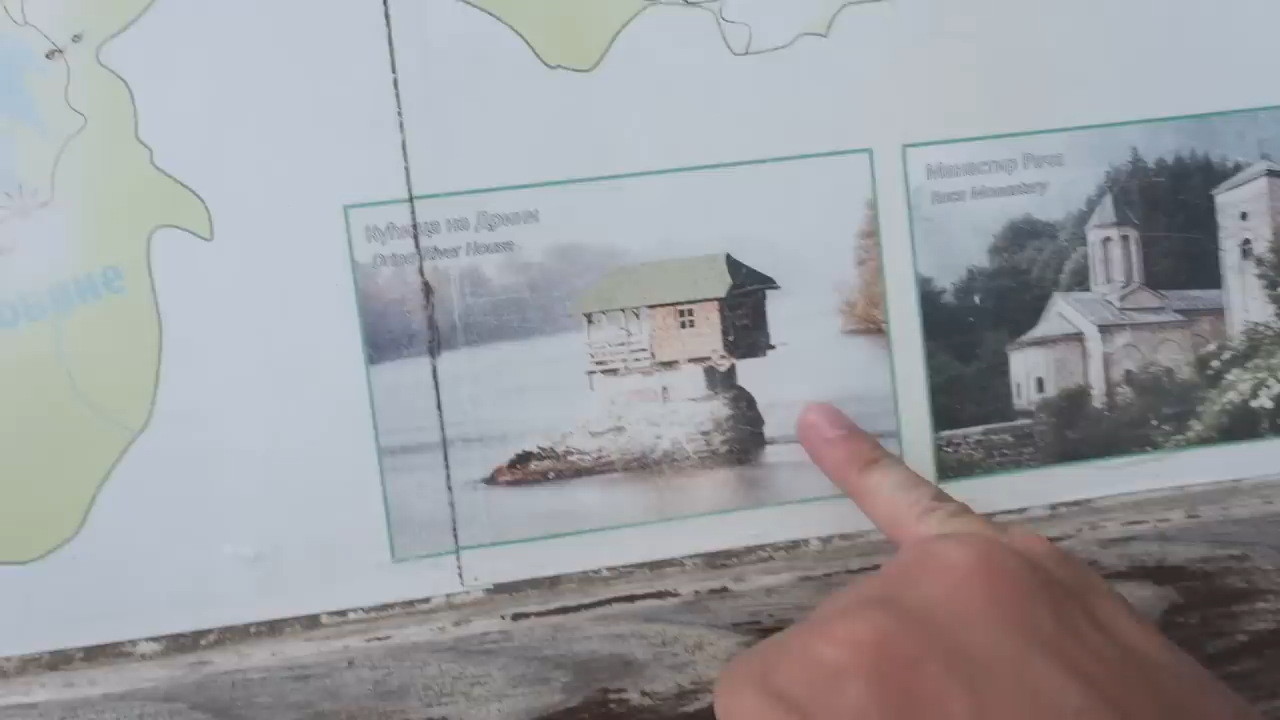 Кућица на Дрини
Drina River House
Манастир Рача
Raca Monastery